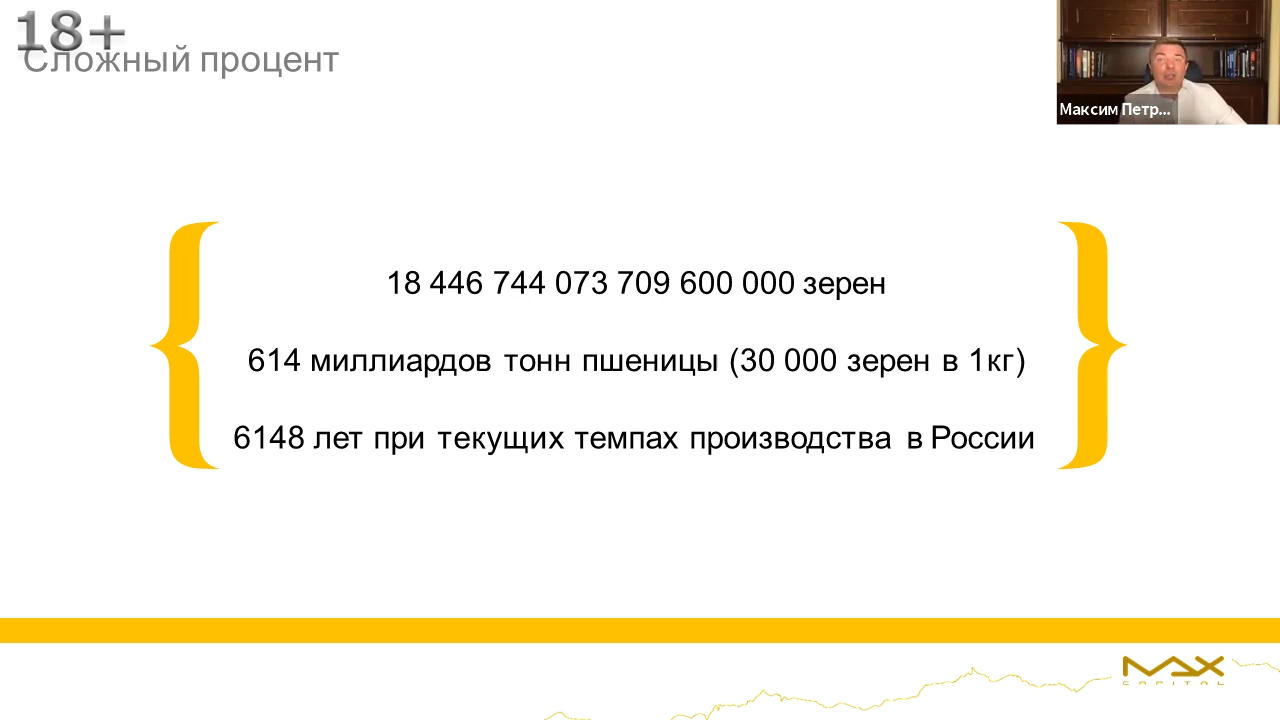 18+
Сложный процент
Максим Петр...
18 446 744 073 709 600 000 зерен
614 миллиардов тонн пшеницы (30 000 зерен в 1кг)
6148 лет при текущих темпах производства в России
MAX
CAPITAL